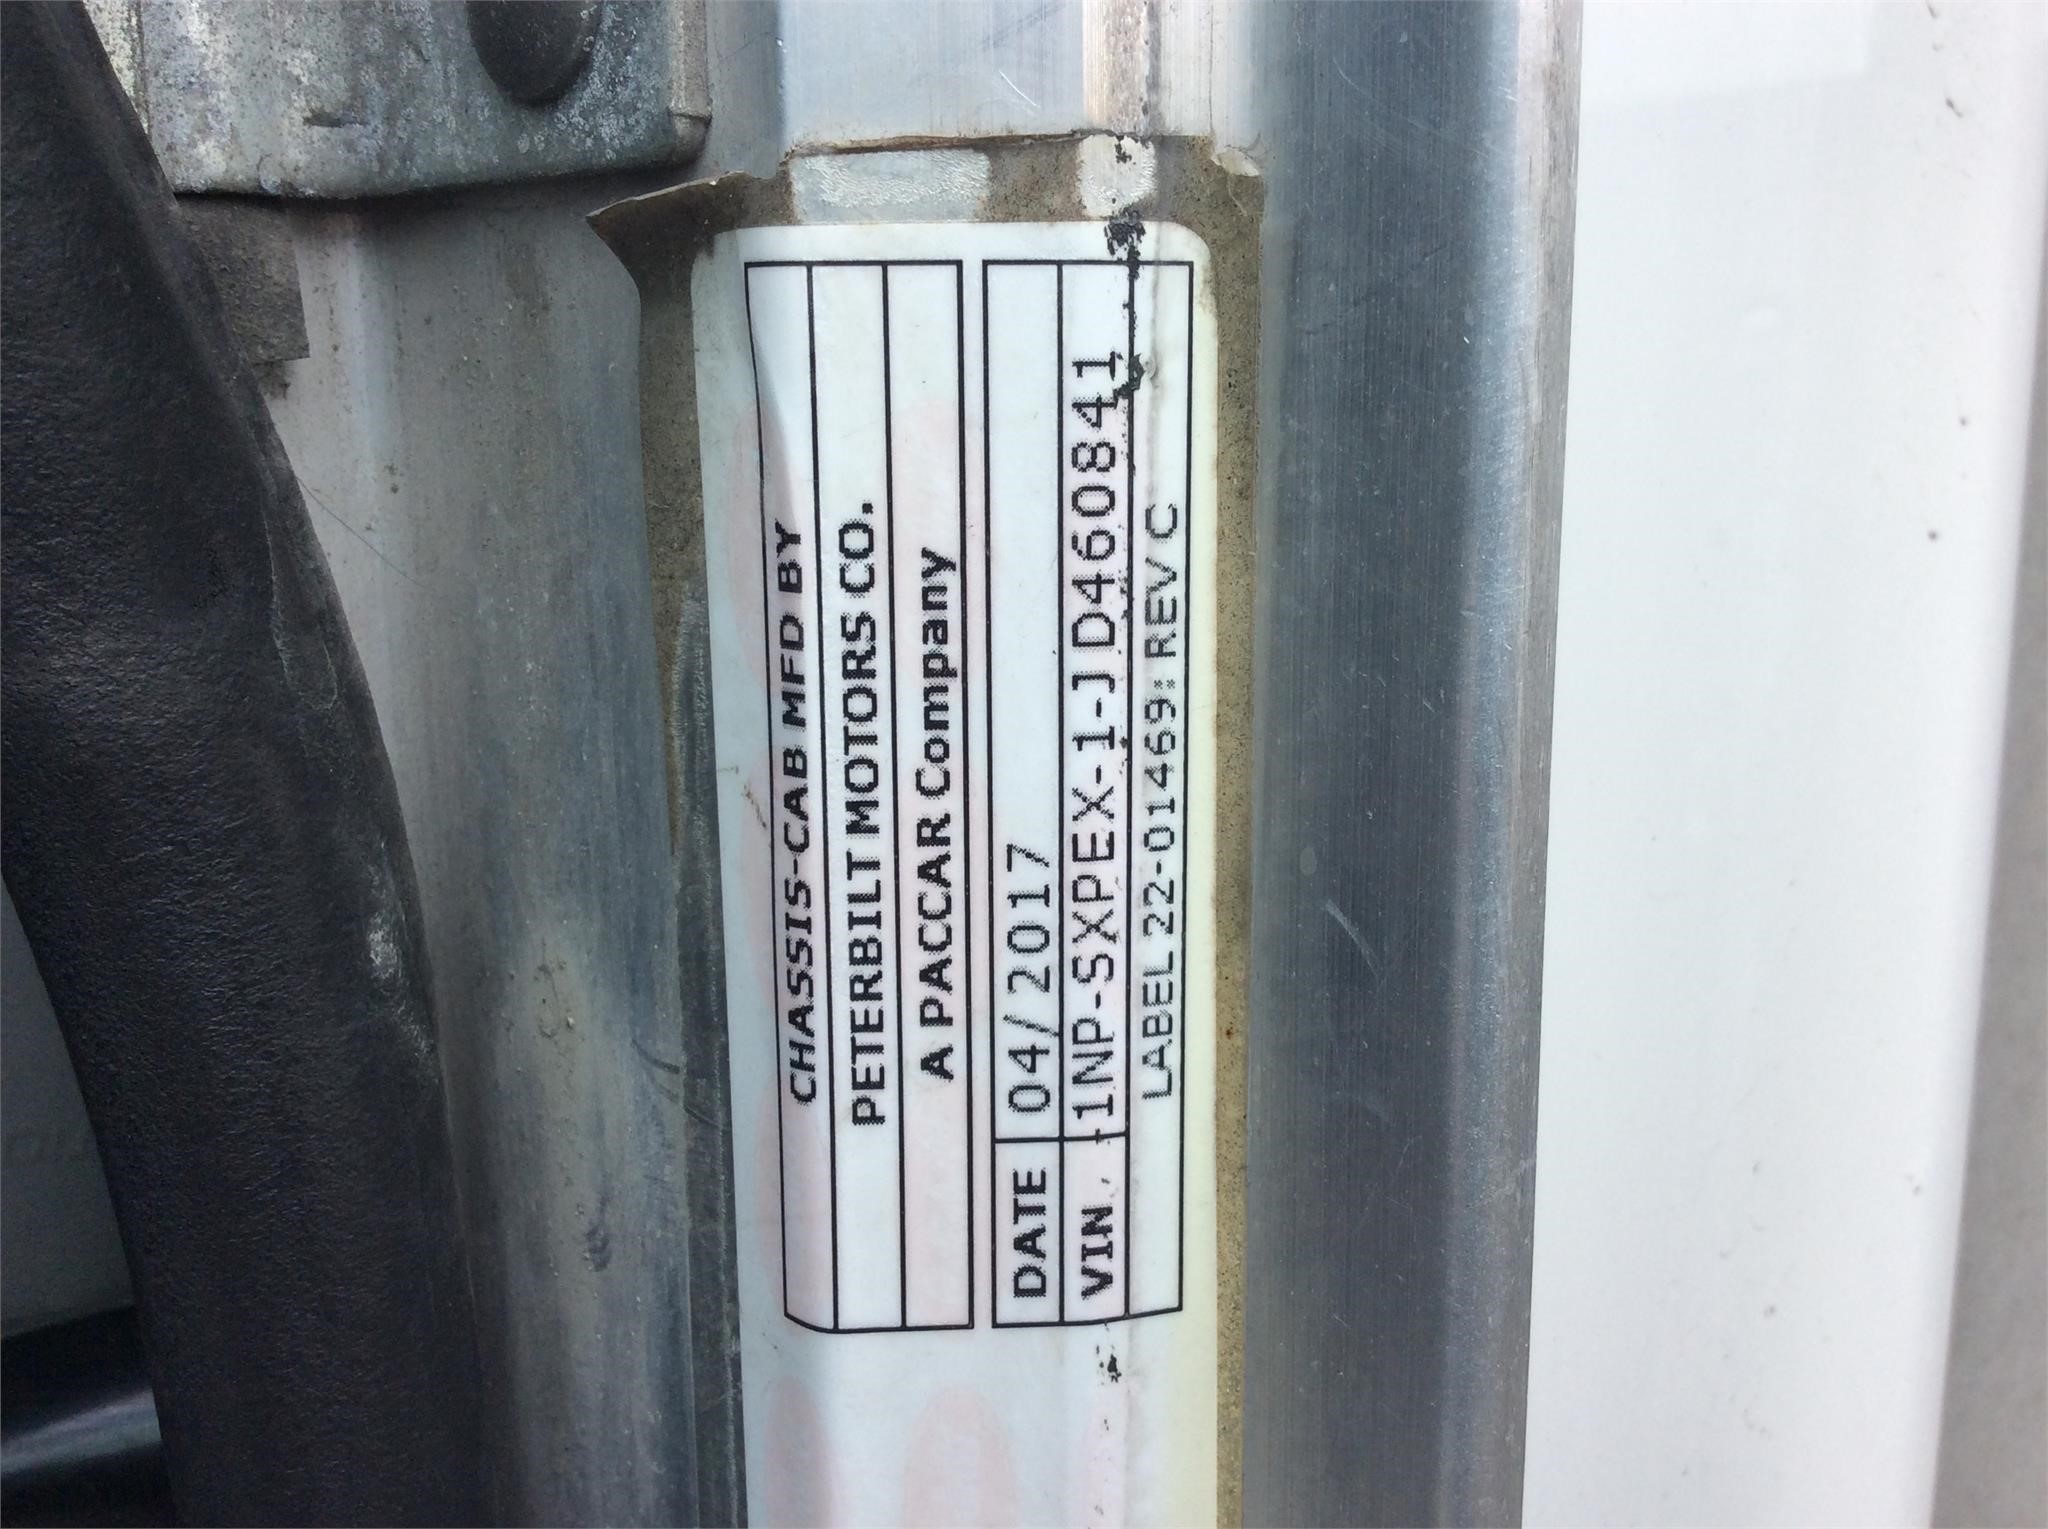 CHASSIS-CAB MFD BY
PETERBILT MOTORS CO.
A PACCAR Company
DATE 04/2017
VIN. 1NP-SXPEX-1-JD460841
LABEL 22-01469:: REV C